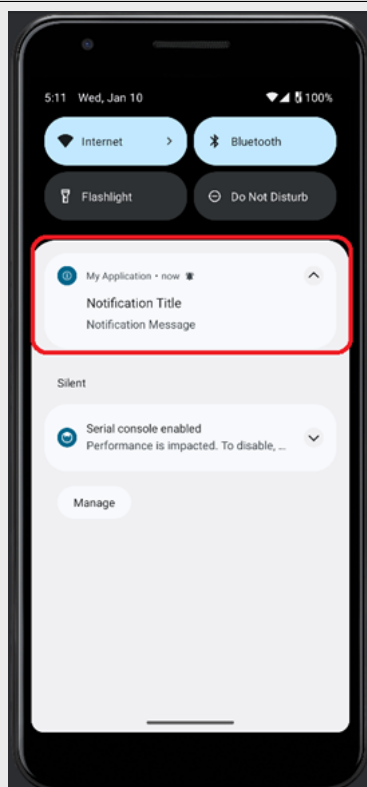 5:11 Wed, Jan 10 100%
Internet Bluetooth
Flashlight Do Not Disturb
My Application • now
Notification Title
Notification Message
Silent
Serial console enabled
Performance is impacted. To disable, ...
Manage